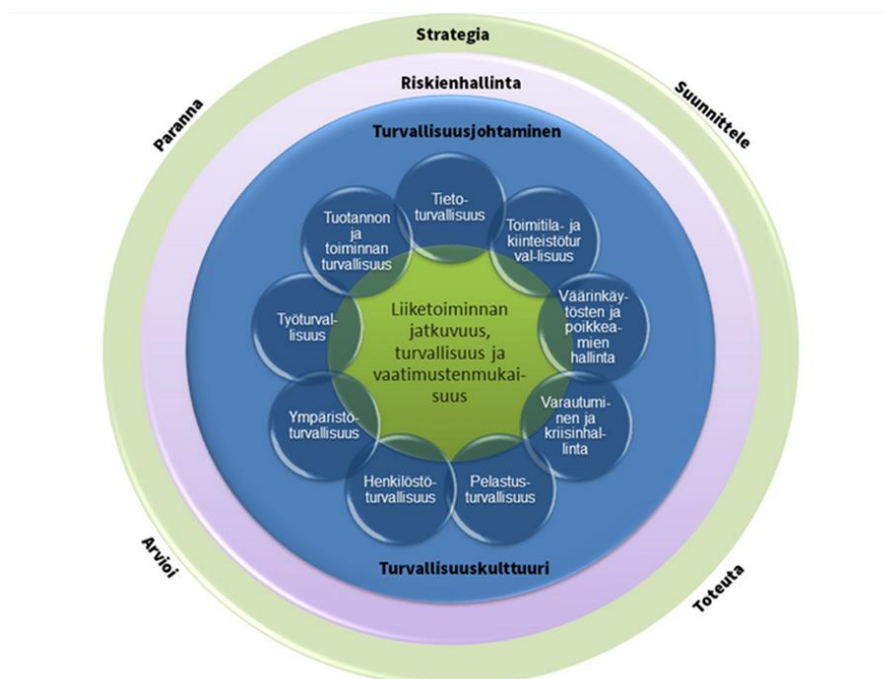 Strategia
Riskienhallinta
Turvallisuusjohtaminen
Paranna
Suunnittele
Tieto-
turvallisuus
Toimitila- ja
kiinteistötur
val-lisuus
Väärinkäy-
tösten ja
poikkea-
mien
hallinta
Varautumi-
nen ja
kriisinhal-
linta
Pelastus-
turvallisuus
Henkilöstö-
turvallisuus
Ympäristö-
turvallisuus
Työturval-
lisuus
Tuotannon
ja
toiminnan
turvallisuus
Liiketoiminnan
jatkuvuus,
turvallisuus ja
vaatimustenmukai-
suus
Turvallisuuskulttuuri
Arvioi
Toteuta